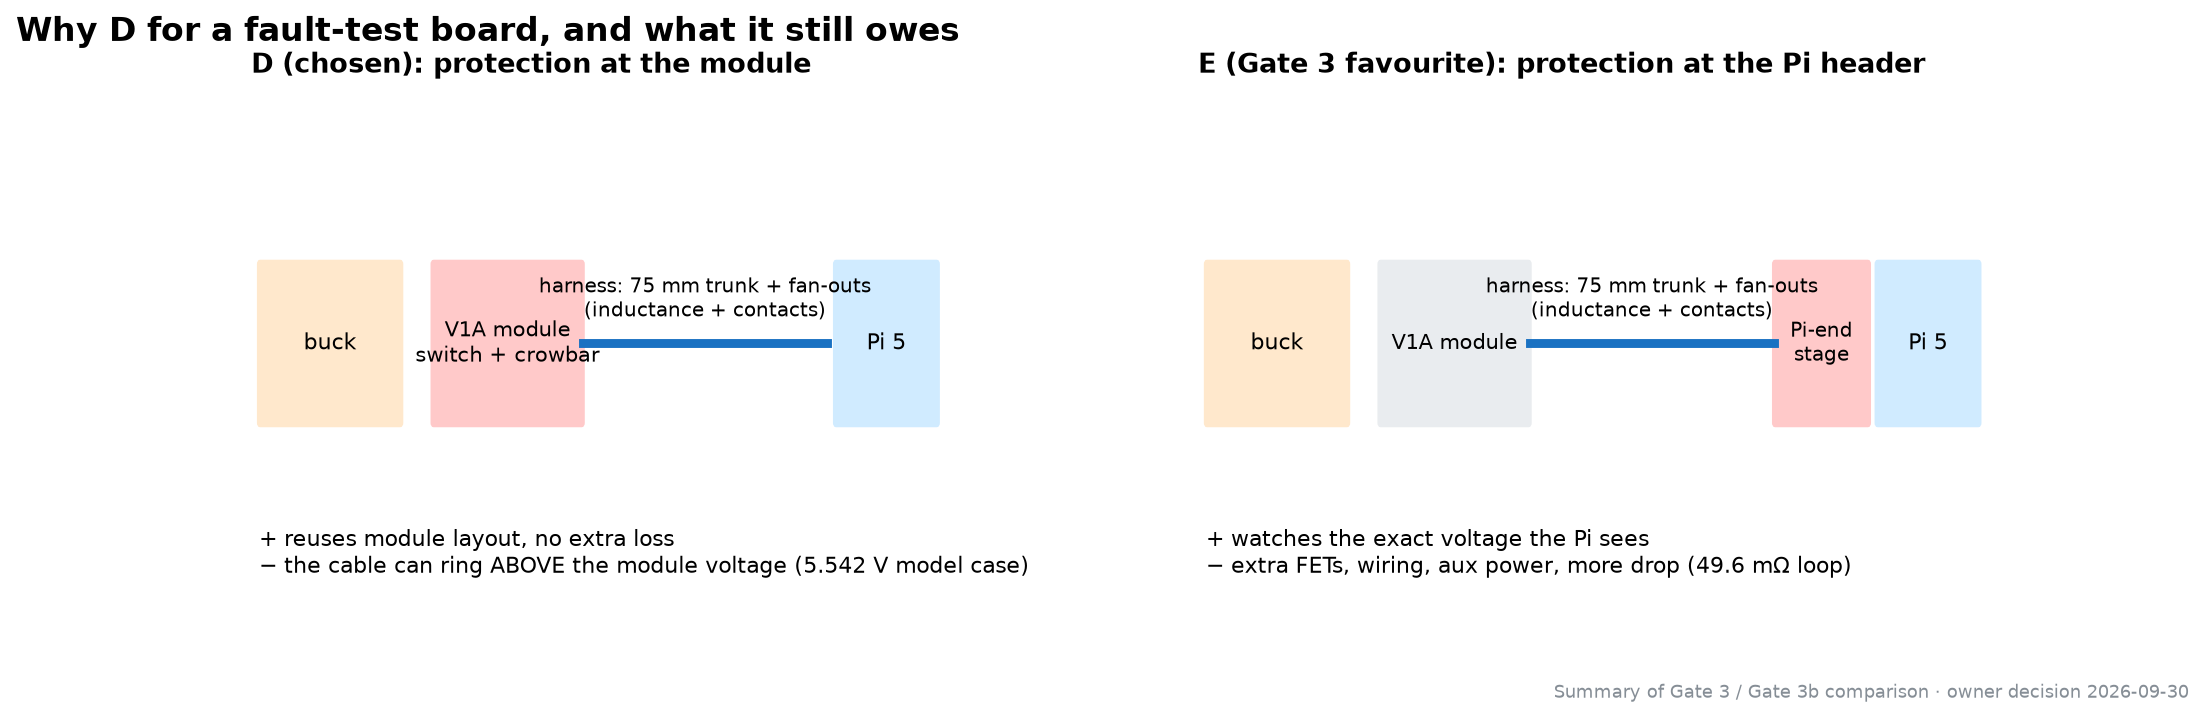 Why D for a fault-test board, and what it still owes
D (chosen): protection at the module
buck
V1A module
switch + crowbar
harness: 75 mm trunk + fan-outs
(inductance + contacts)
Pi 5
+ reuses module layout, no extra loss
− the cable can ring ABOVE the module voltage (5.542 V model case)
E (Gate 3 favourite): protection at the Pi header
buck
V1A module
harness: 75 mm trunk + fan-outs
(inductance + contacts)
Pi-end
stage
Pi 5
+ watches the exact voltage the Pi sees
− extra FETs, wiring, aux power, more drop (49.6 mΩ loop)
Summary of Gate 3 / Gate 3b comparison · owner decision 2026-09-30